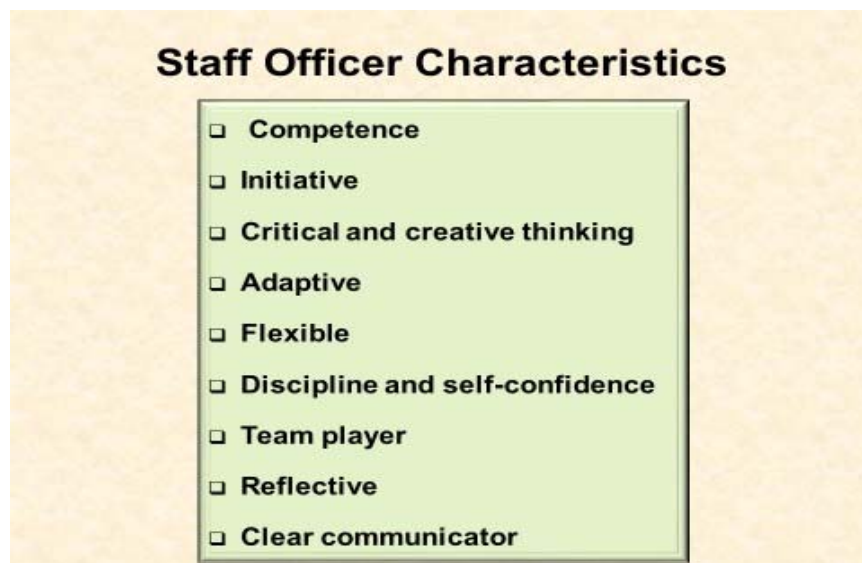 Staff Officer Characteristics
❑ Competence
❑ Initiative
❑ Critical and creative thinking
❑ Adaptive
❑ Flexible
❑ Discipline and self-confidence
❑ Team player
❑ Reflective
❑ Clear communicator